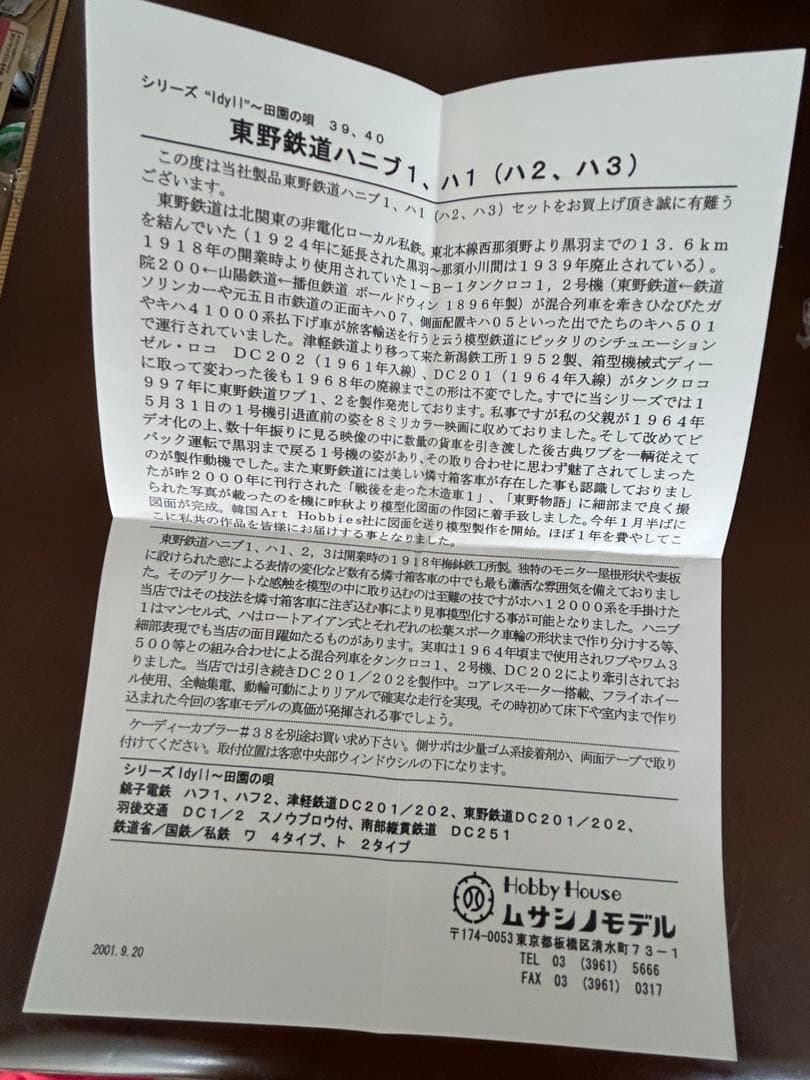 シリーズ “Idyll”～田園の唄　39、40
東野鉄道ハニブ1、ハ1（ハ2、ハ3）
この度は当社製品東野鉄道ハニブ1、ハ1（ハ2、ハ3）セットをお買上げ頂き誠に有難う
ございます。
東野鉄道は北関東の非電化ローカル私鉄。東北本線西那須野より黒羽までの13.6km
を結んでいた（1924年に延長された黒羽～那須小川間は1939年廃止されている）。
1918年の開業時より使用されていた1-B-1タンクロコ1，2号機（東野鉄道←鉄道
院200←山陽鉄道←播但鉄道 ボールドウィン 1896年製）が混合列車を牽きひなびたガ
ソリンカーや元五日市鉄道の正面キハ07、側面配置キハ05といった出でたちのキハ501
やキハ41000系払下げ車が旅客輸送を行うと云う模型鉄道にピッタリのシチュエーション
で運行されていました。津軽鉄道より移って来た新潟鉄工所1952製、箱型機械式ディー
ゼル・ロコ　DC202（1961年入線）、DC201（1964年入線）がタンクロコ
に取って変わった後も1968年の廃線までこの形は不変でした。すでに当シリーズでは1
997年に東野鉄道ワブ1、2を製作発売しております。私事ですが私の父親が1964年
5月31日の1号機引退直前の姿を8ミリカラー映画に収めておりました。そして改めてビ
デオ化の上、数十年振りに見る映像の中に数量の貨車を引き渡した後古典ワブを一輌従えて
バック運転で黒羽まで戻る1号機の姿があり、その取り合わせに思わず魅了されてしまった
のが製作動機でした。また東野鉄道には美しい燐寸箱客車が存在した事も認識しておりまし
たが昨2000年に刊行された「戦後を走った木造車1」、「東野物語」に細部まで良く撮
られた写真が載ったのを機に昨秋より模型化図面の作図に着手致しました。今年1月半ばに
図面が完成。韓国Art Hobbies社に図面を送り模型製作を開始。ほぼ1年を費やしてこ
こに私共の作品を皆様にお届けする事となりました。
東野鉄道ハニブ1、ハ1、2，3は開業時の1918年梅鉢鉄工所製。独特のモニター屋根形状や妻板
に設けられた窓による表情の変化など数有る燐寸箱客車の中でも最も瀟洒な雰囲気を備えておりまし
た。そのデリケートな感触を模型の中に取り込むのは至難の技ですがホハ12000系を手掛けた
当店ではその技法を燐寸箱客車に注ぎ込む事により見事模型化する事が可能となりました。ハニブ
1はマンセル式、ハはロートアイアン式とそれぞれの松葉スポーク車輪の形状まで作り分けする等、
細部表現でも当店の面目躍如たるものがあります。実車は1964年頃まで使用されワブやワム3
500等との組み合わせによる混合列車をタンクロコ1、2号機、DC202により牽引されてお
りました。当店では引き続きDC201／202を製作中。コアレスモーター搭載、フライホイー
ル使用、全軸集電、動輪可動によりリアルで確実な走行を実現。その時初めて床下や室内まで作り
込まれた今回の客車モデルの真価が発揮される事でしょう。
ケーディーカプラー＃38を別途お買い求め下さい。側サボは少量ゴム系接着剤か、両面テープで取り
付けてください。取付位置は客窓中央部ウィンドウシルの下になります。
シリーズIdyll～田園の唄
銚子電鉄　ハフ1、ハフ2、津軽鉄道DC201／202、東野鉄道DC201／202、
羽後交通　DC1／2　スノウプロウ付、南部縦貫鉄道　DC251
鉄道省／国鉄／私鉄　ワ　4タイプ、ト　2タイプ
Hobby House
ムサシノモデル
〒174-0053東京都板橋区清水町73-1
TEL 03 (3961) 5666
FAX 03 (3961) 0317
2001.9.20